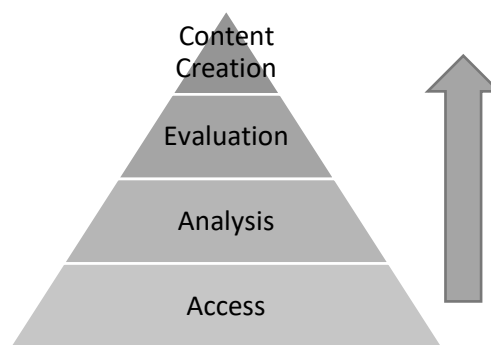 Content
Creation
Evaluation
Analysis
Access